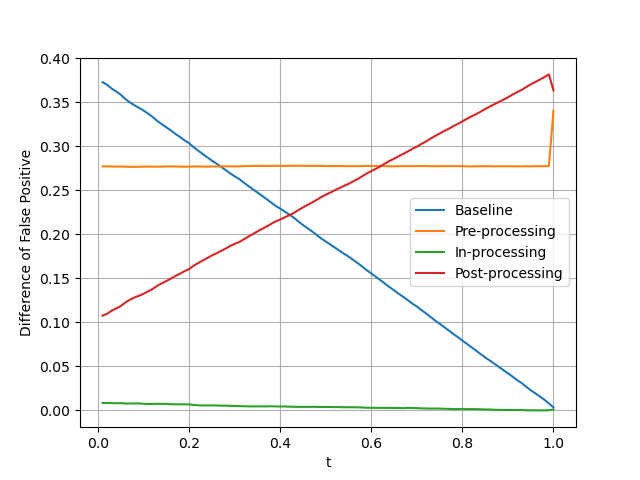 0.40
0.35
0.30
0.25
0.20
0.15
0.10
0.05
0.00
Difference of False Positive
Baseline
Pre-processing
In-processing
Post-processing
0.0 0.2 0.4 0.6 0.8 1.0
t